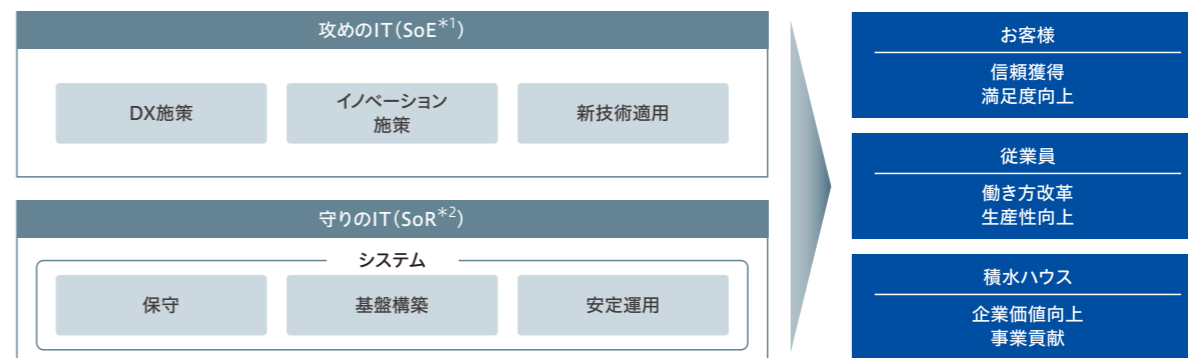 攻めのIT(SoE*1)
DX施策
イノベーション
施策
新技術適用
守りのIT(SoR*2)
システム
保守
基盤構築
安定運用
お客様
信頼獲得
満足度向上
従業員
働き方改革
生産性向上
積水ハウス
企業価値向上
事業貢献